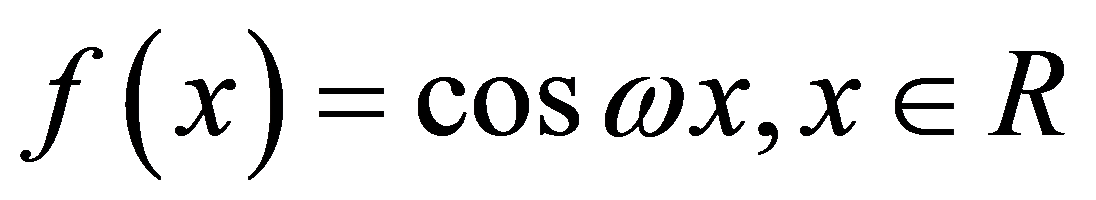 f(x) = cos ωx, x ∈ R